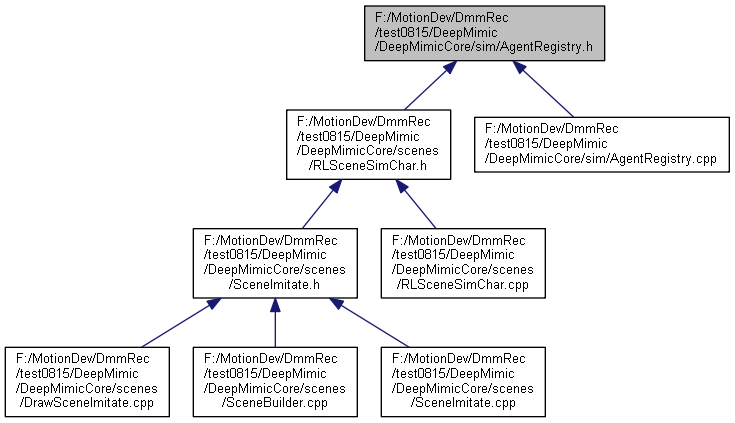 F:/MotionDev/DmmRec
/test0815/DeepMimic
/DeepMimicCore/sim/AgentRegistry.h
F:/MotionDev/DmmRec
/test0815/DeepMimic
/DeepMimicCore/scenes
/RLSceneSimChar.h
F:/MotionDev/DmmRec
/test0815/DeepMimic
/DeepMimicCore/sim/AgentRegistry.cpp
F:/MotionDev/DmmRec
/test0815/DeepMimic
/DeepMimicCore/scenes
/SceneImitate.h
F:/MotionDev/DmmRec
/test0815/DeepMimic
/DeepMimicCore/scenes
/RLSceneSimChar.cpp
F:/MotionDev/DmmRec
/test0815/DeepMimic
/DeepMimicCore/scenes
/DrawSceneImitate.cpp
F:/MotionDev/DmmRec
/test0815/DeepMimic
/DeepMimicCore/scenes
/SceneBuilder.cpp
F:/MotionDev/DmmRec
/test0815/DeepMimic
/DeepMimicCore/scenes
/SceneImitate.cpp